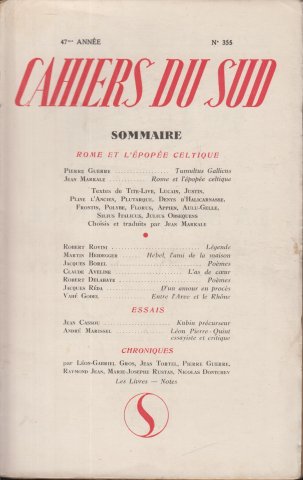 47me ANNÉE N° 355
CAHIERS DU SUD
SOMMAIRE
ROME ET L'ÉPOPÉE CELTIQUE
PIERRE GUERRE ........ Tumultus Gallicus
JEAN MARKALE ........ Rome et l'épopée celtique
Textes de TITE-LIVE, LUCAIN, JUSTIN,
PLINE L'ANCIEN, PLUTARQUE, DENYS D'HALICARNASSE,
FRONTIN, POLYBE, FLORUS, APPIEN, AULU-GELLE,
SILIUS ITALICUS, JULIUS OBSEQUENS
Choisis et traduits par JEAN MARKALE
ROBERT ROVINI ........ Légende
MARTIN HEIDEGGER ........ Hebel, l'ami de la maison
JACQUES BOREL ........ Poèmes
CLAUDE AVELINE ........ L'as de cœur
ROBERT DELAHAYE ........ Poèmes
JACQUES RÉDA ........ D'un amour en procès
VAHÉ GODEL ........ Entre l'Arve et le Rhône
ESSAIS
JEAN CASSOU ........ Kubin précurseur
ANDRÉ MARISSEL ........ Léon Pierre-Quint
essayiste et critique
CHRONIQUES
par LÉON-GABRIEL GROS, JEAN TORTEL, PIERRE GUERRE,
RAYMOND JEAN, MARIE-JOSÈPHE RUSTAN, NICOLAS DONTCHEV
Les Livres — Notes
S